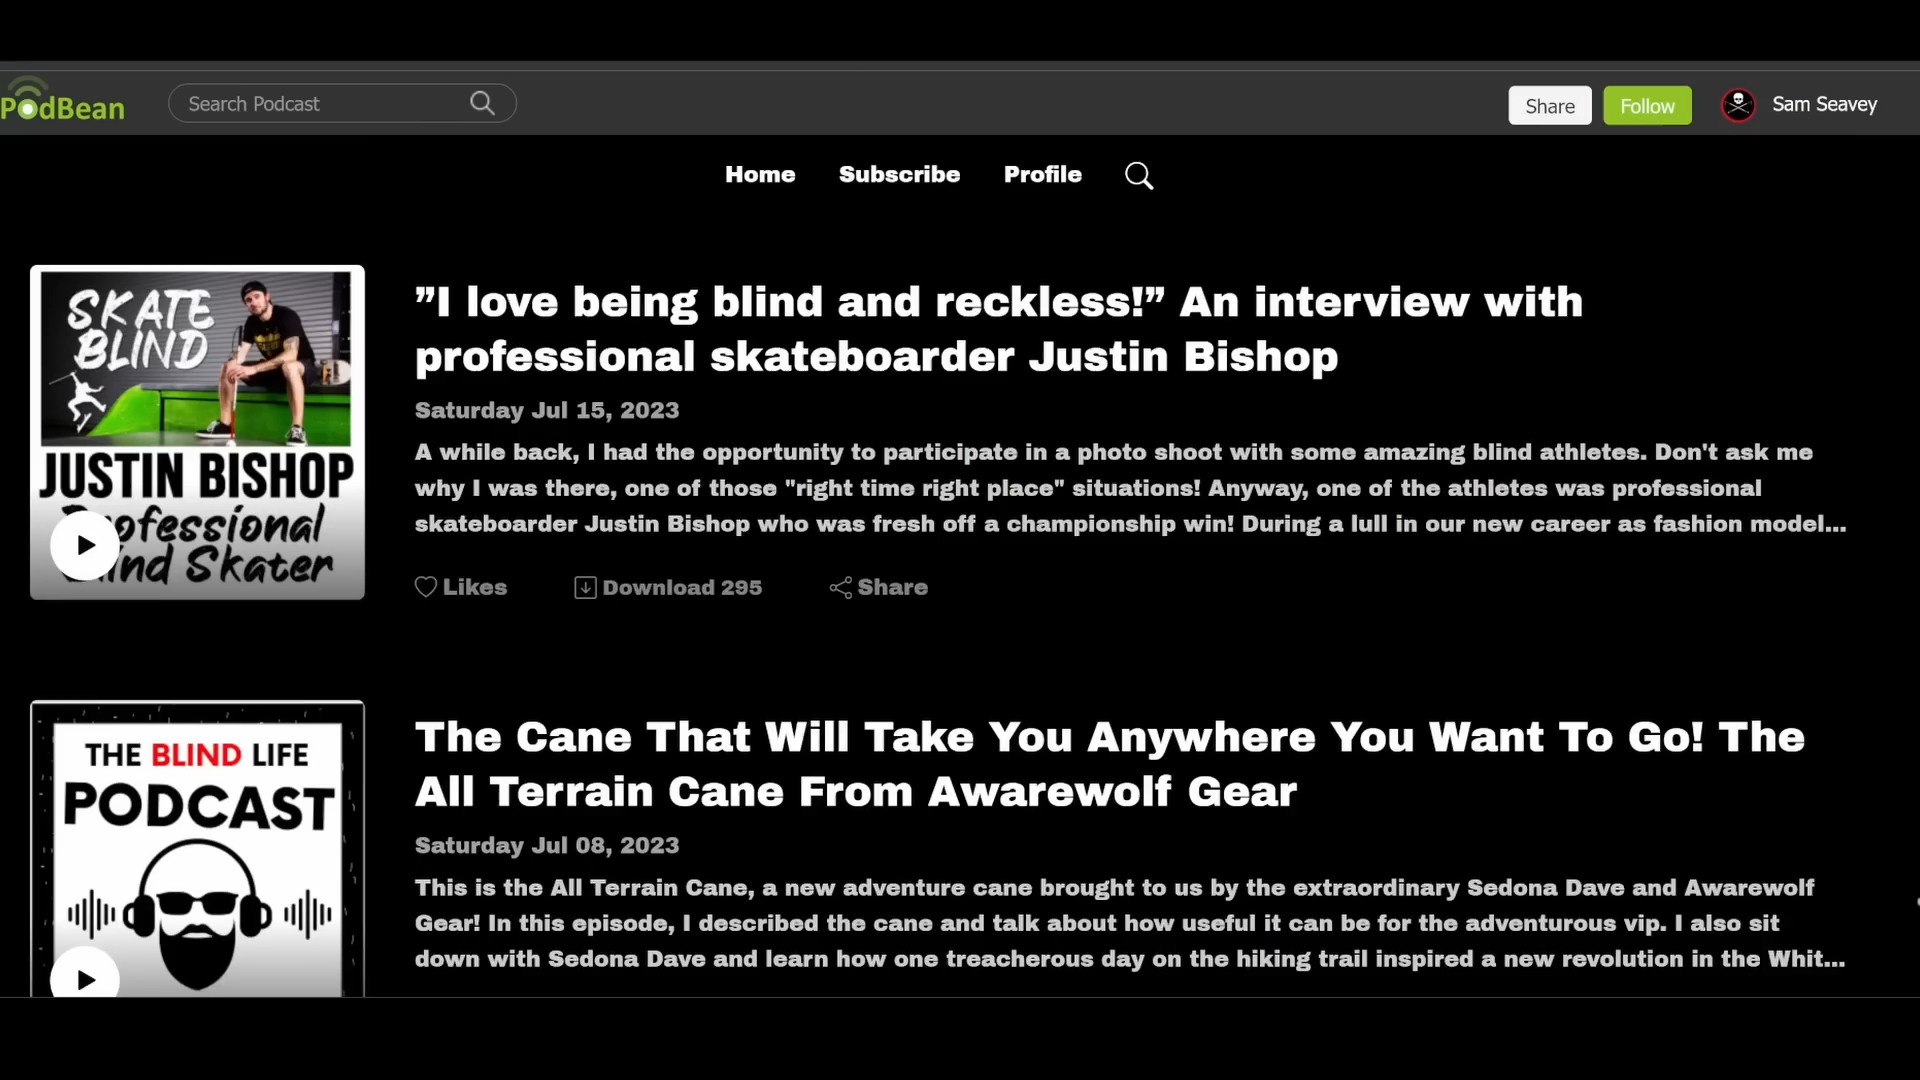 PodBean
Search Podcast
Share
Follow
Sam Seavey
Home
Subscribe
Profile
SKATE
BLIND
JUSTIN BISHOP
Professional
Blind Skater
”I love being blind and reckless!” An interview with
professional skateboarder Justin Bishop
Saturday Jul 15, 2023
A while back, I had the opportunity to participate in a photo shoot with some amazing blind athletes. Don't ask me
why I was there, one of those "right time right place" situations! Anyway, one of the athletes was professional
skateboarder Justin Bishop who was fresh off a championship win! During a lull in our new career as fashion model...
Likes
Download 295
Share
THE BLIND LIFE
PODCAST
The Cane That Will Take You Anywhere You Want To Go! The
All Terrain Cane From Awarewolf Gear
Saturday Jul 08, 2023
This is the All Terrain Cane, a new adventure cane brought to us by the extraordinary Sedona Dave and Awarewolf
Gear! In this episode, I described the cane and talk about how useful it can be for the adventurous vip. I also sit
down with Sedona Dave and learn how one treacherous day on the hiking trail inspired a new revolution in the Whit...